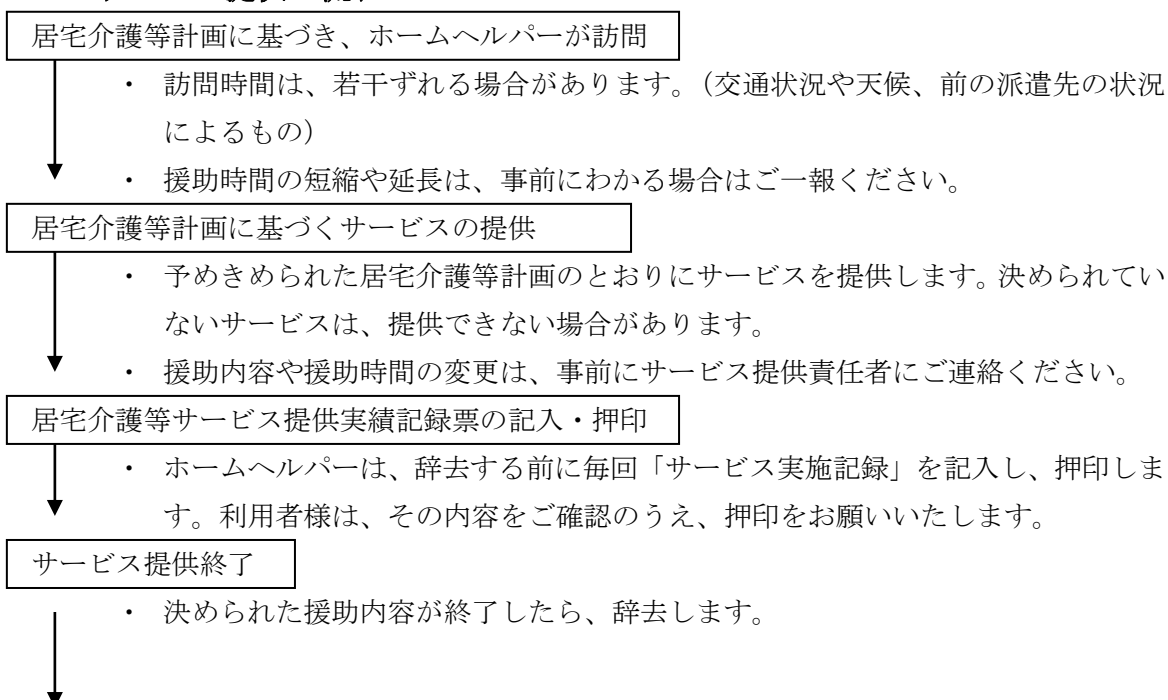 居宅介護等計画に基づき、ホームヘルパーが訪問
・ 訪問時間は、若干ずれる場合があります。（交通状況や天候、前の派遣先の状況
によるもの）
・ 援助時間の短縮や延長は、事前にわかる場合はご一報ください。
居宅介護等計画に基づくサービスの提供
・ 予めきめられた居宅介護等計画のとおりにサービスを提供します。決められてい
ないサービスは、提供できない場合があります。
・ 援助内容や援助時間の変更は、事前にサービス提供責任者にご連絡ください。
居宅介護等サービス提供実績記録票の記入・押印
・ ホームヘルパーは、辞去する前に毎回「サービス実施記録」を記入し、押印しま
す。利用者様は、その内容をご確認のうえ、押印をお願いいたします。
サービス提供終了
・ 決められた援助内容が終了したら、辞去します。